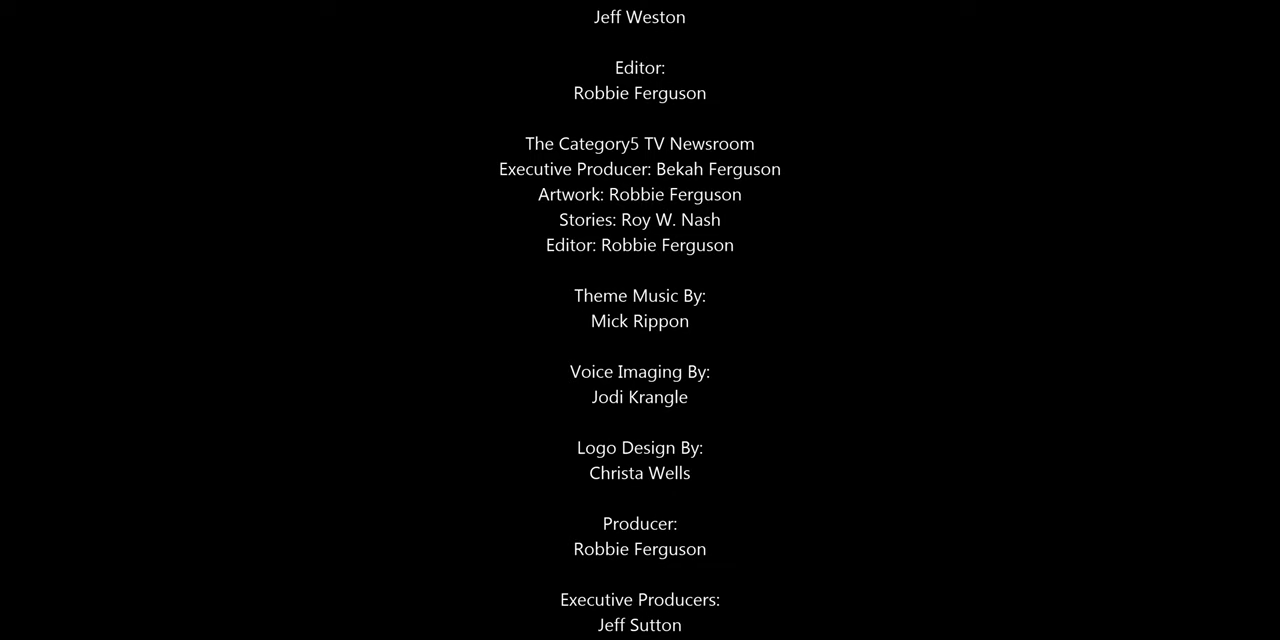 Jeff Weston
Editor:
Robbie Ferguson
The Category5 TV Newsroom
Executive Producer: Bekah Ferguson
Artwork: Robbie Ferguson
Stories: Roy W. Nash
Editor: Robbie Ferguson
Theme Music By:
Mick Rippon
Voice Imaging By:
Jodi Krangle
Logo Design By:
Christa Wells
Producer:
Robbie Ferguson
Executive Producers:
Jeff Sutton